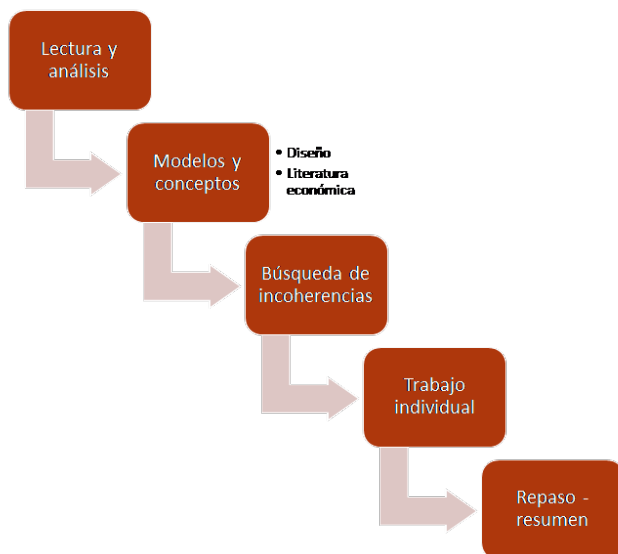 Lectura y
análisis
Modelos y
conceptos
• Diseño
• Literatura
económica
Búsqueda de
incoherencias
Trabajo
individual
Repaso -
resumen